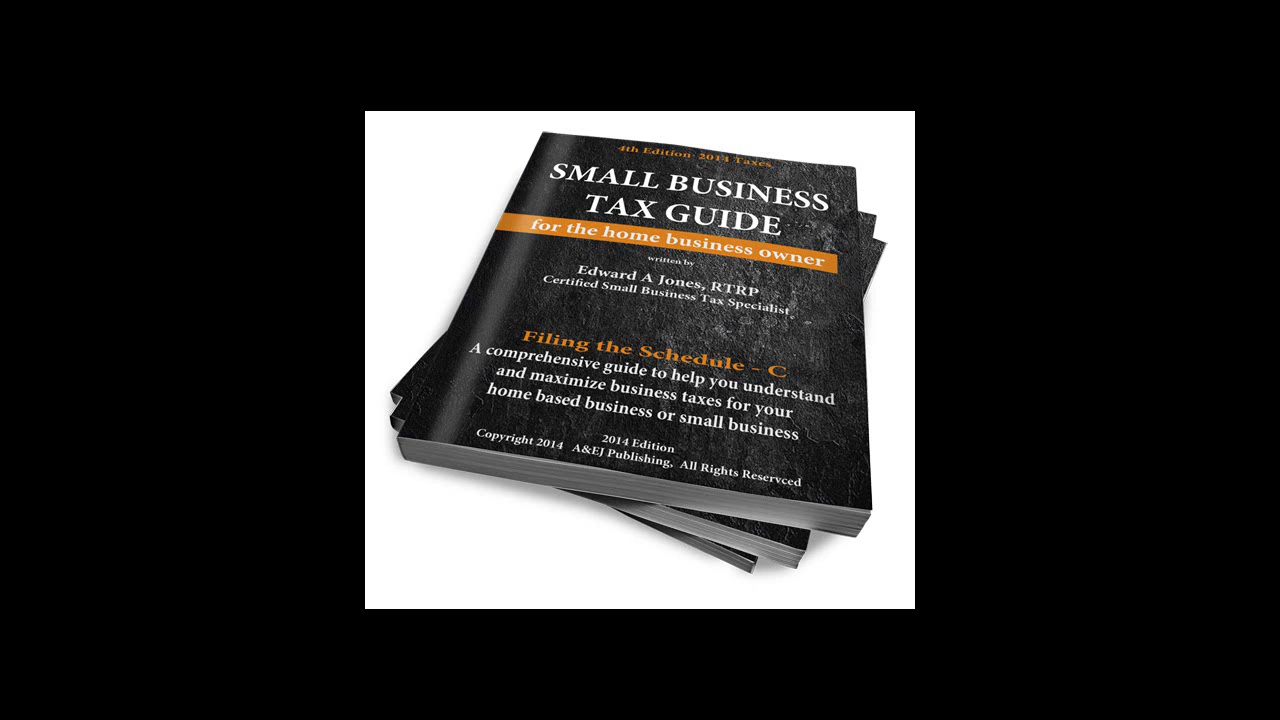 4th Edition 2014 Taxes
SMALL BUSINESS
TAX GUIDE
for the home business owner
written by
Edward A Jones, RTRP
Certified Small Business Tax Specialist
Filing the Schedule - C
A comprehensive guide to help you understand
and maximize business taxes for your
home based business or small business
2014 Edition
Copyright 2014 A&EJ Publishing, All Rights Reserved